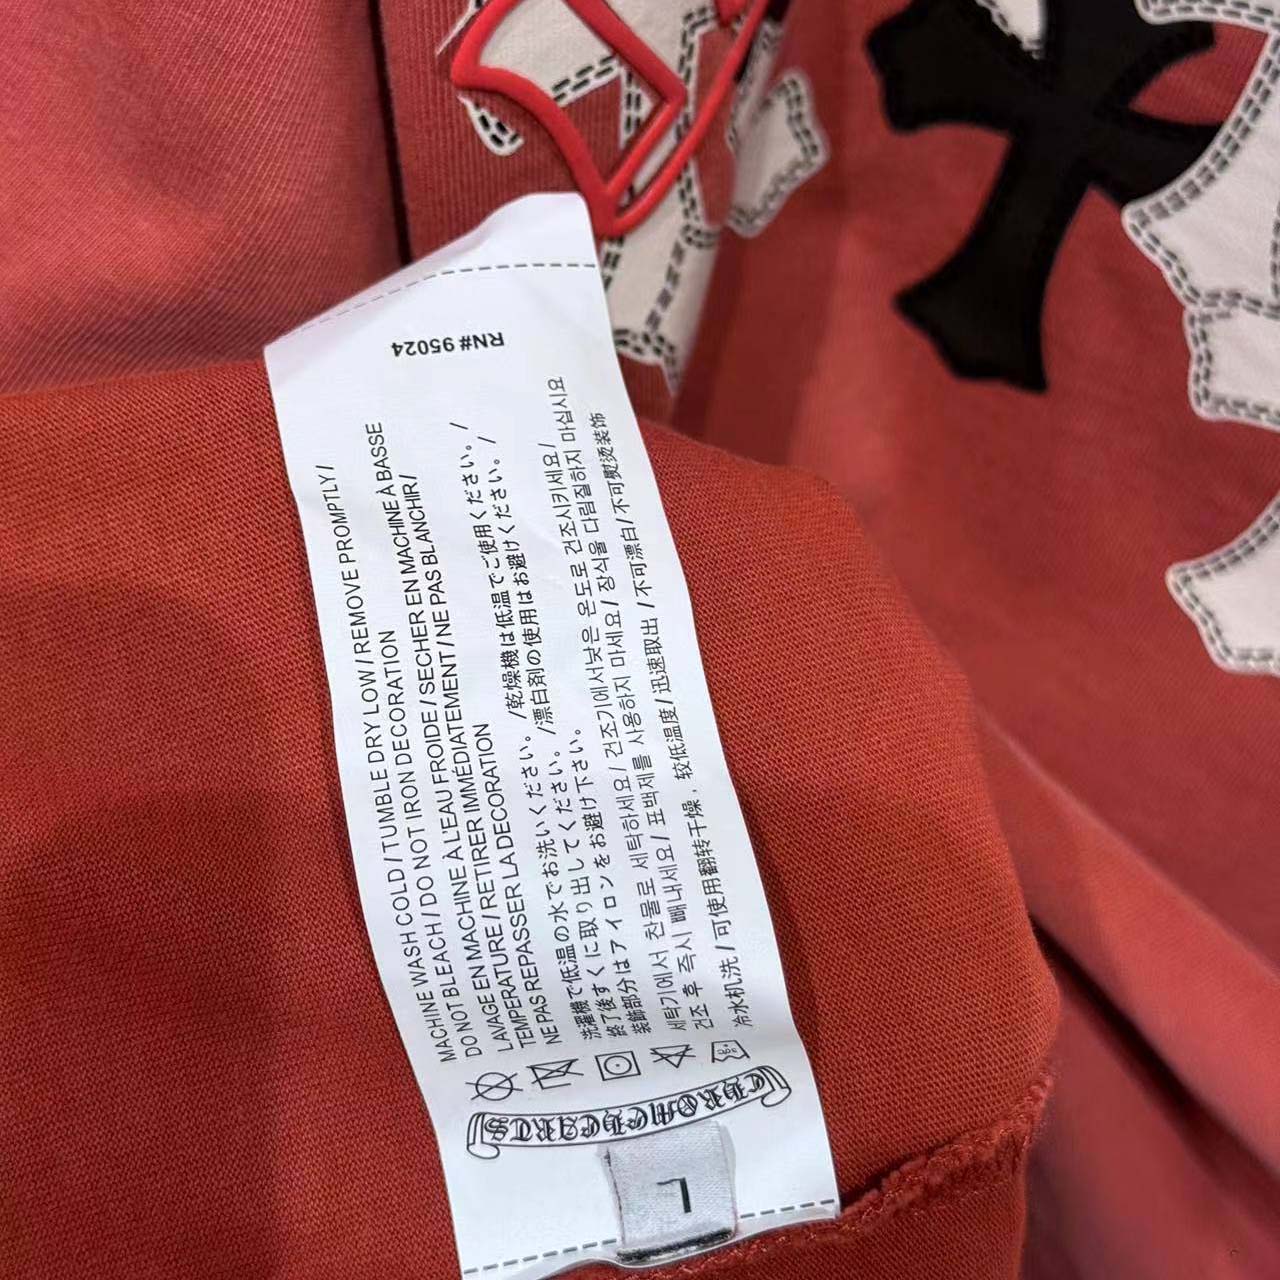 RN# 95024
MACHINE WASH COLD / TUMBLE DRY LOW / REMOVE PROMPTLY /
DO NOT BLEACH / DO NOT IRON DECORATION
LAVAGE EN MACHINE À L'EAU FROIDE / SECHER EN MACHINE À BASSE
TEMPERATURE / RETIRER IMMÉDIATEMENT / NE PAS BLANCHIR /
NE PAS REPASSER LA DECORATION
洗濯機で低温の水でお洗いください。/乾燥機は低温でご使用ください。/
終了後すぐに取り出してください。/漂白剤の使用はお避けください。/
装飾部分はアイロンをお避け下さい。
세탁기에서 찬물로 세탁하세요/ 건조기에서낮은 온도로 건조시키세요/
건조 후 즉시 빼내세요/ 표백제를 사용하지 마세요/ 장식을 다림질하지 마십시요
冷水机洗 / 可使用翻转干燥，较低温度/ 迅速取出 / 不可漂白/ 不可熨烫装饰
CHROME HEARTS
L